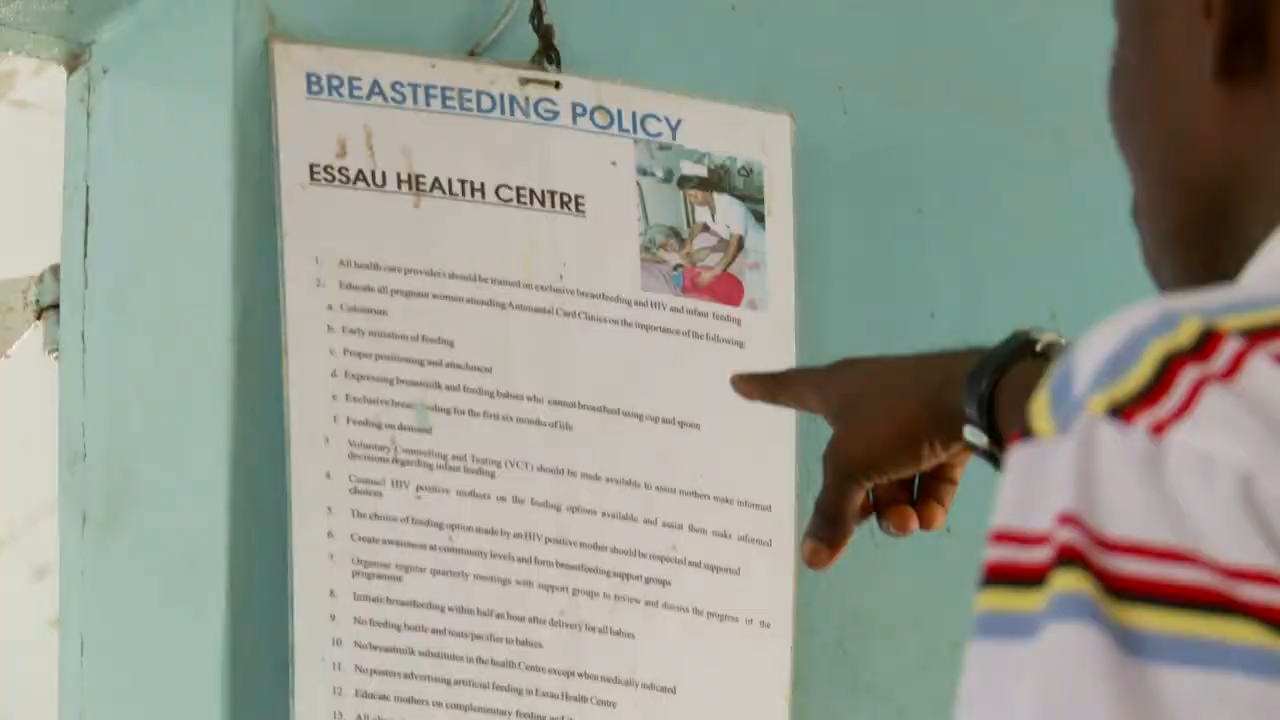 BREASTFEEDING POLICY
ESSAU HEALTH CENTRE
1. All health care providers should be trained on exclusive breastfeeding and HIV and infant feeding
2. Educate all pregnant women attending Antenatal Card Clinics on the importance of the following:
a. Colostrum
b. Early initiation of feeding
c. Proper positioning and attachment
d. Expressing breastmilk and feeding babies who cannot breastfeed using cup and spoon
e. Exclusive breastfeeding for the first six months of life
f. Feeding on demand
3. Voluntary Counselling and Testing (VCT) should be made available to assist mothers make informed
decisions regarding infant feeding
4. Counsel HIV positive mothers on the feeding options available and assist them make informed
choices
5. The choice of feeding option made by an HIV positive mother should be respected and supported
6. Create awareness at community levels and form breastfeeding support groups
7. Organise regular quarterly meetings with support groups to review and discuss the progress of the
programme
8. Initiate breastfeeding within half an hour after delivery for all babies
9. No feeding bottle and teats/pacifier to babies.
10. No breastmilk substitutes in the health Centre except when medically indicated
11. No posters advertising artificial feeding in Essau Health Centre
12. Educate mothers on complementary feeding and
13. All